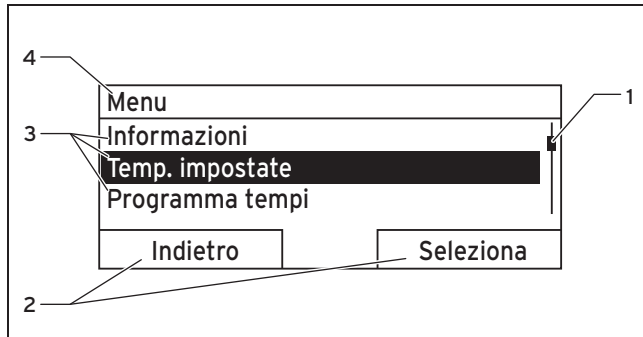 4
Menu
1
3
Informazioni
Temp. impostate
Programma tempi
Indietro
Seleziona
2